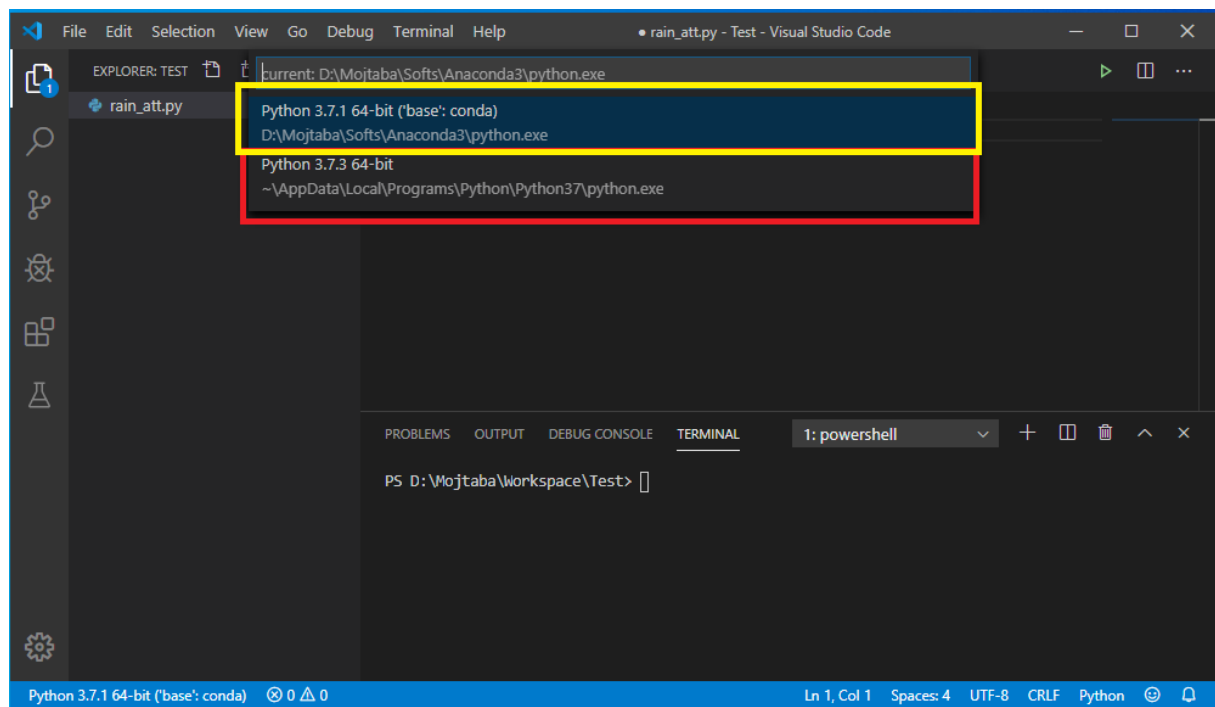 File Edit Selection View Go Debug Terminal Help ● rain_att.py - Test - Visual Studio Code
EXPLORER: TEST
current: D:\Mojtaba\Softs\Anaconda3\python.exe
1
rain_att.py
Python 3.7.1 64-bit ('base': conda)
D:\Mojtaba\Softs\Anaconda3\python.exe
Python 3.7.3 64-bit
~\AppData\Local\Programs\Python\Python37\python.exe
PROBLEMS OUTPUT DEBUG CONSOLE TERMINAL 1: powershell
PS D:\Mojtaba\Workspace\Test>
Python 3.7.1 64-bit ('base': conda) 0 0 Ln 1, Col 1 Spaces: 4 UTF-8 CRLF Python